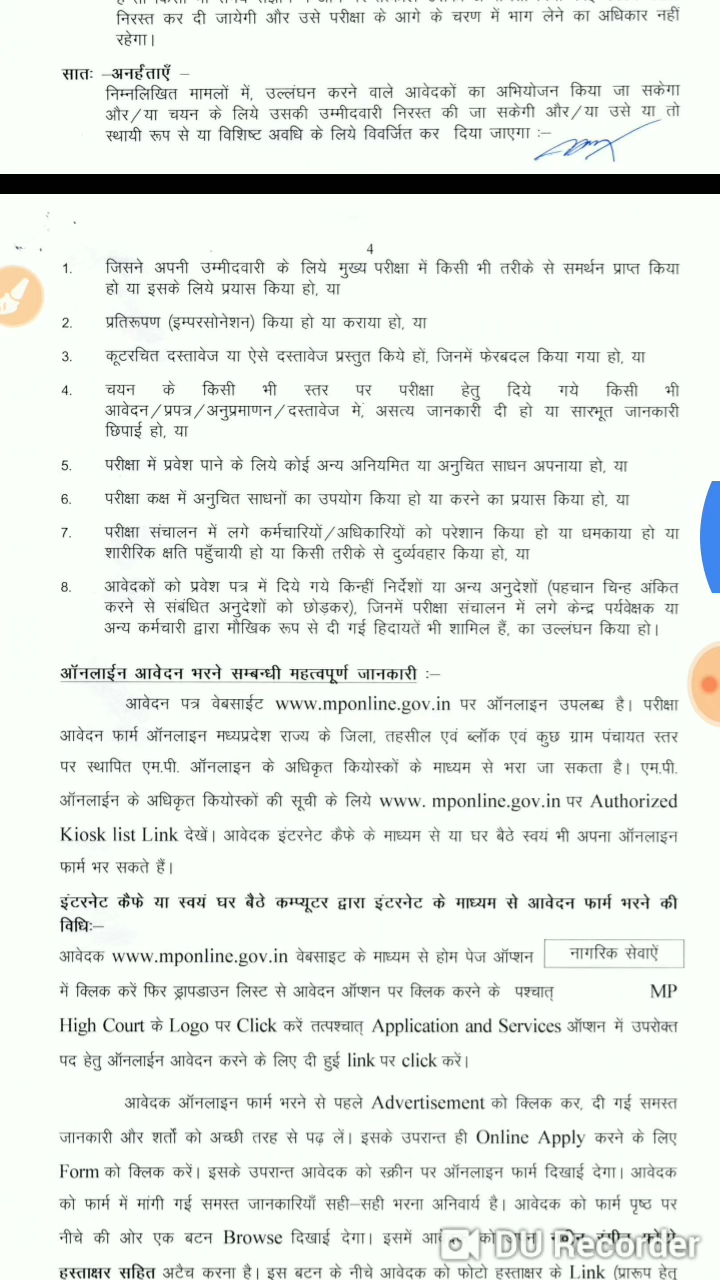 निरस्त कर दी जायेगी और उसे परीक्षा के आगे के चरण में भाग लेने का अधिकार नहीं
रहेगा।
सातः –अनर्हताएँ –
निम्नलिखित मामलों में, उल्लंघन करने वाले आवेदकों का अभियोजन किया जा सकेगा
और/या चयन के लिये उसकी उम्मीदवारी निरस्त की जा सकेगी और/या उसे या तो
स्थायी रूप से या विशिष्ट अवधि के लिये विवर्जित कर दिया जाएगा :–
4
1. जिसने अपनी उम्मीदवारी के लिये मुख्य परीक्षा में किसी भी तरीके से समर्थन प्राप्त किया
हो या इसके लिये प्रयास किया हो, या
2. प्रतिरूपण (इम्परसोनेशन) किया हो या कराया हो, या
3. कूटरचित दस्तावेज या ऐसे दस्तावेज प्रस्तुत किये हों, जिनमें फेरबदल किया गया हो, या
4. चयन के किसी भी स्तर पर परीक्षा हेतु दिये गये किसी भी
आवेदन/प्रपत्र/अनुप्रमाणन/दस्तावेज में, असत्य जानकारी दी हो या सारभूत जानकारी
छिपाई हो, या
5. परीक्षा में प्रवेश पाने के लिये कोई अन्य अनियमित या अनुचित साधन अपनाया हो, या
6. परीक्षा कक्ष में अनुचित साधनों का उपयोग किया हो या करने का प्रयास किया हो, या
7. परीक्षा संचालन में लगे कर्मचारियों/अधिकारियों को परेशान किया हो या धमकाया हो या
शारीरिक क्षति पहुँचायी हो या किसी तरीके से दुर्व्यवहार किया हो, या
8. आवेदकों को प्रवेश पत्र में दिये गये किन्हीं निर्देशों या अन्य अनुदेशों (पहचान चिन्ह अंकित
करने से संबंधित अनुदेशों को छोड़कर), जिनमें परीक्षा संचालन में लगे केन्द्र पर्यवेक्षक या
अन्य कर्मचारी द्वारा मौखिक रूप से दी गई हिदायतें भी शामिल हैं, का उल्लंघन किया हो।
ऑनलाईन आवेदन भरने सम्बन्धी महत्वपूर्ण जानकारी :–
आवेदन पत्र वेबसाईट www.mponline.gov.in पर ऑनलाइन उपलब्ध है। परीक्षा
आवेदन फार्म ऑनलाइन मध्यप्रदेश राज्य के जिला, तहसील एवं ब्लॉक एवं कुछ ग्राम पंचायत स्तर
पर स्थापित एम.पी. ऑनलाइन के अधिकृत कियोस्कों के माध्यम से भरा जा सकता है। एम.पी.
ऑनलाईन के अधिकृत कियोस्कों की सूची के लिये www. mponline.gov.in पर Authorized
Kiosk list Link देखें। आवेदक इंटरनेट कैफे के माध्यम से या घर बैठे स्वयं भी अपना ऑनलाइन
फार्म भर सकते हैं।
इंटरनेट कैफे या स्वयं घर बैठे कम्प्यूटर द्वारा इंटरनेट के माध्यम से आवेदन फार्म भरने की
विधिः–
आवेदक www.mponline.gov.in वेबसाइट के माध्यम से होम पेज ऑप्शन नागरिक सेवाऐं
में क्लिक करें फिर ड्रापडाउन लिस्ट से आवेदन ऑप्शन पर क्लिक करने के पश्चात् MP
High Court के Logo पर Click करें तत्पश्चात् Application and Services ऑप्शन में उपरोक्त
पद हेतु ऑनलाईन आवेदन करने के लिए दी हुई link पर click करें।
आवेदक ऑनलाइन फार्म भरने से पहले Advertisement को क्लिक कर, दी गई समस्त
जानकारी और शर्तो को अच्छी तरह से पढ़ लें। इसके उपरान्त ही Online Apply करने के लिए
Form को क्लिक करें। इसके उपरान्त आवेदक को स्क्रीन पर ऑनलाइन फार्म दिखाई देगा। आवेदक
को फार्म में मांगी गई समस्त जानकारियाँ सही–सही भरना अनिवार्य है। आवेदक को फार्म पृष्ठ पर
नीचे की ओर एक बटन Browse दिखाई देगा। इसमें को
DU Recorder
हस्ताक्षर सहित अटैच करना है। इस बटन के नीचे आवेदक को फोटो हस्ताक्षर के Link (प्रारूप हेतु